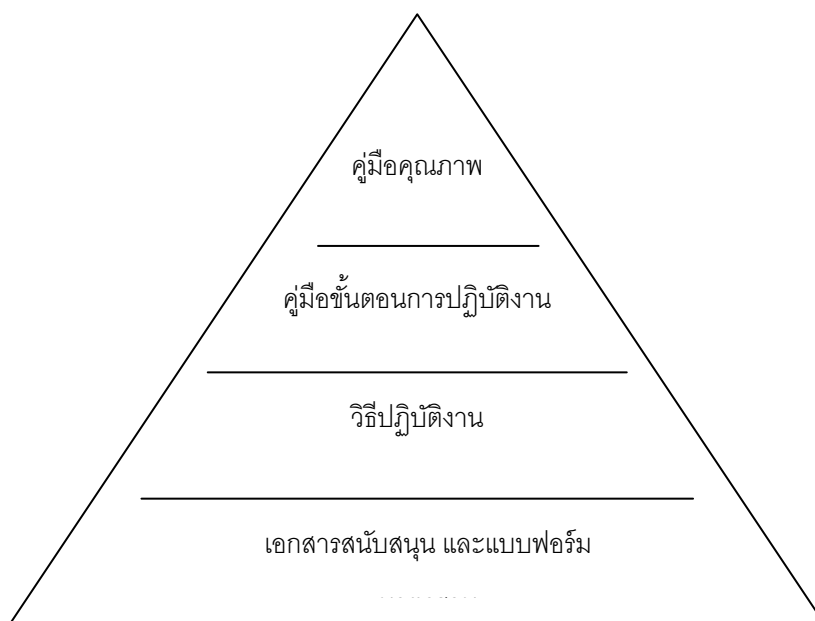 คู่มือคุณภาพ
คู่มือขั้นตอนการปฏิบัติงาน
วิธีปฏิบัติงาน
เอกสารสนับสนุน และแบบฟอร์ม